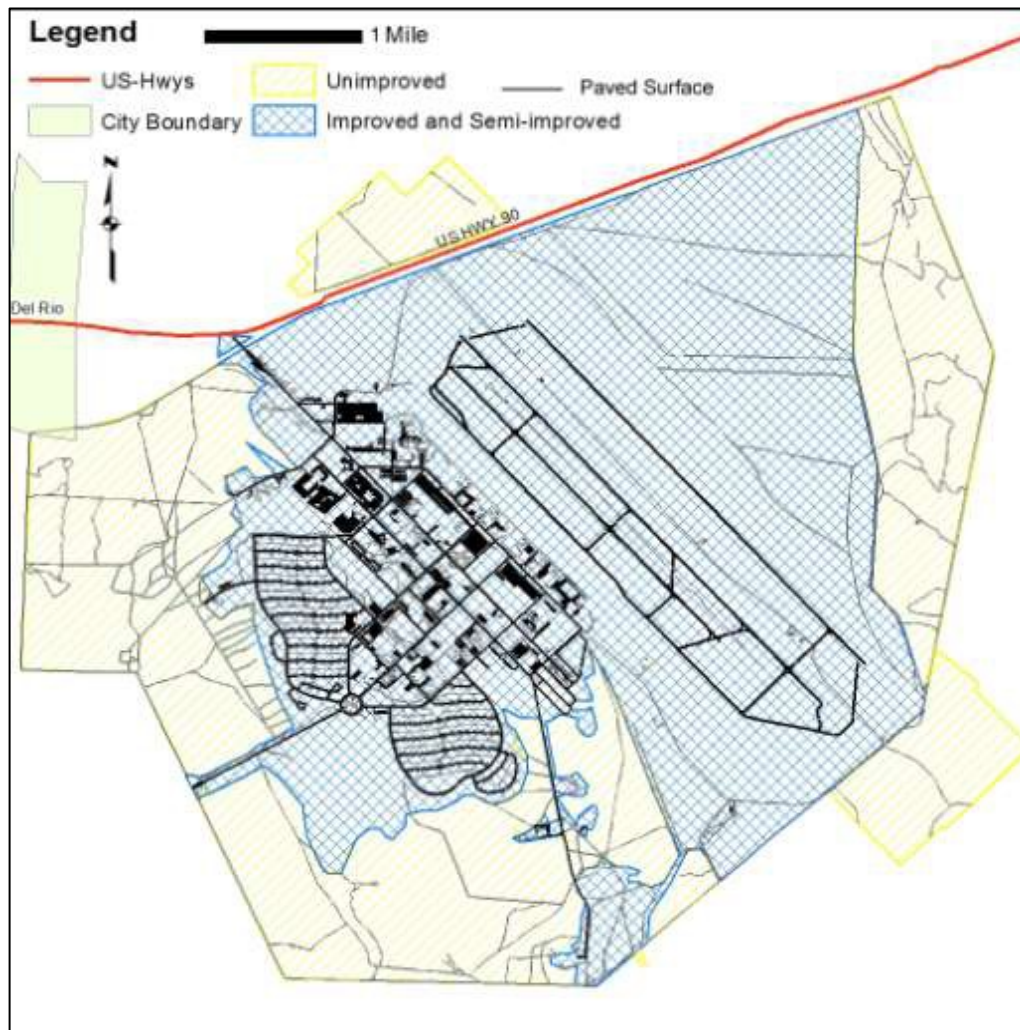 Legend
1 Mile
US-Hwys
Unimproved
Paved Surface
City Boundary
Improved and Semi-improved
N
US HWY 90
Del Rio